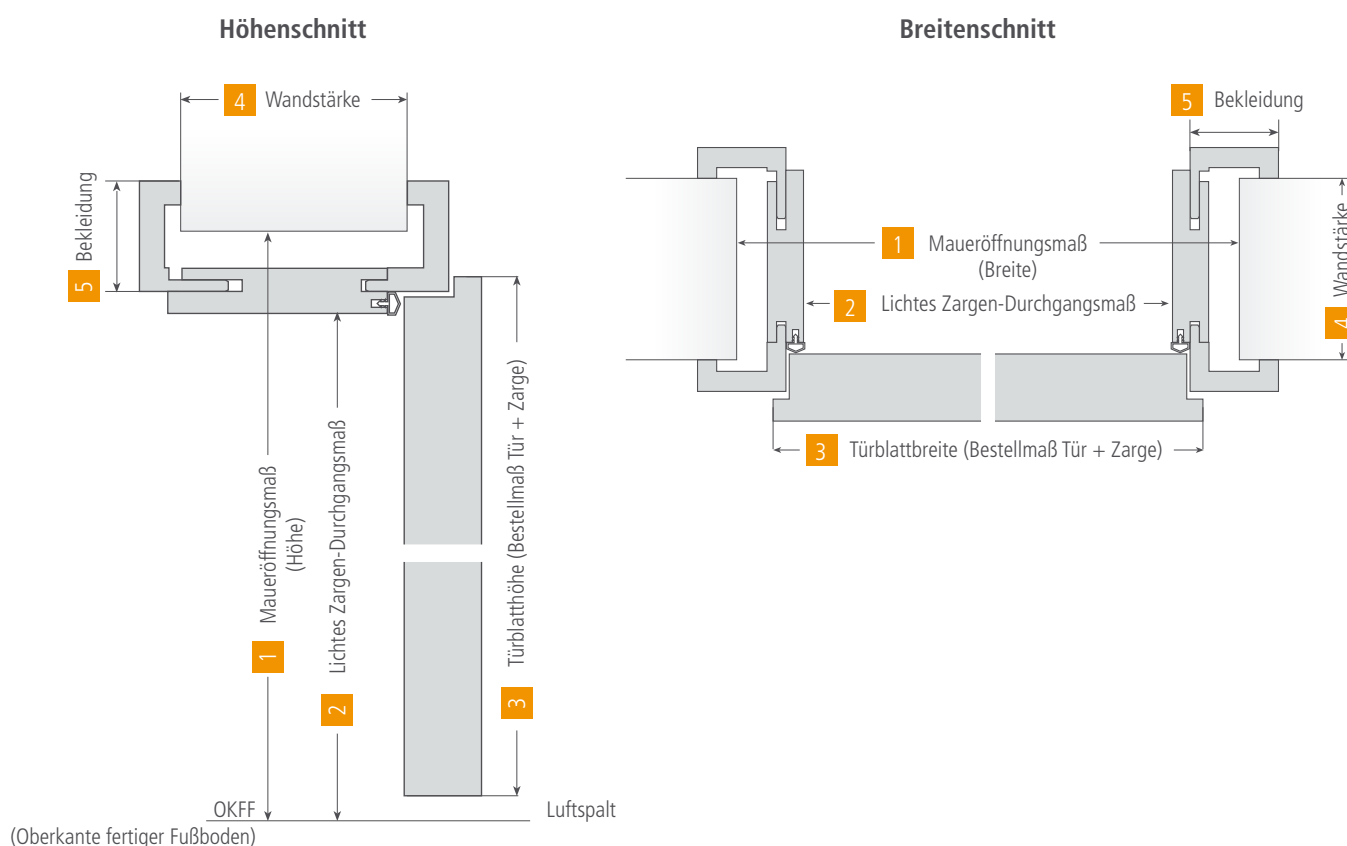 Höhenschnitt
4 Wandstärke
5 Bekleidung
1 Maueröffnungsmaß
(Höhe)
2 Lichtes Zargen-Durchgangsmaß
3 Türblatthöhe (Bestellmaß Tür + Zarge)
OKFF
(Oberkante fertiger Fußboden)
Luftspalt
Breitenschnitt
5 Bekleidung
1 Maueröffnungsmaß
(Breite)
2 Lichtes Zargen-Durchgangsmaß
4 Wandstärke
3 Türblattbreite (Bestellmaß Tür + Zarge)